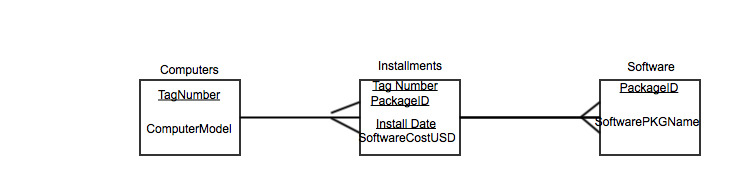 Computers
TagNumber
ComputerModel
Installments
Tag Number
PackageID
Install Date
SoftwareCostUSD
Software
PackageID
SoftwarePKGName